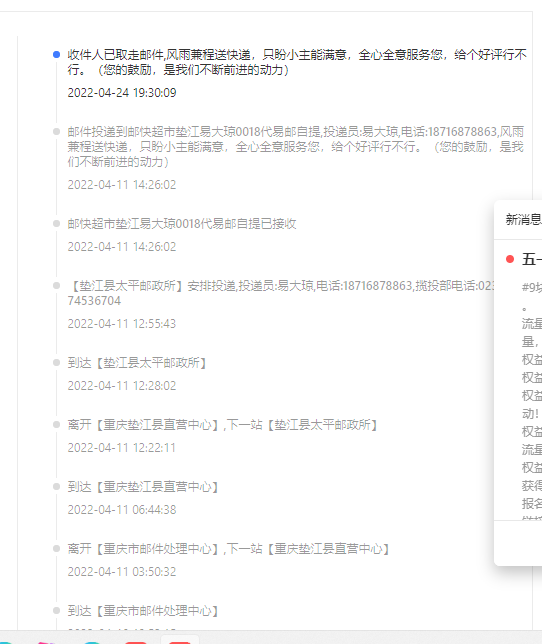 收件人已取走邮件,风雨兼程送快递，只盼小主能满意，全心全意服务您，给个好评行不
行。（您的鼓励，是我们不断前进的动力）
2022-04-24 19:30:09
邮件投递到邮快超市垫江易大琼0018代易邮自提,投递员:易大琼,电话:18716878863,风雨
兼程送快递，只盼小主能满意，全心全意服务您，给个好评行不行。（您的鼓励，是我
们不断前进的动力）
2022-04-11 14:26:02
邮快超市垫江易大琼0018代易邮自提已接收
2022-04-11 14:26:02
【垫江县太平邮政所】安排投递,投递员:易大琼,电话:18716878863,揽投部电话:023
74536704
2022-04-11 12:55:43
到达【垫江县太平邮政所】
2022-04-11 12:28:02
离开【重庆垫江县直营中心】,下一站【垫江县太平邮政所】
2022-04-11 12:22:11
到达【重庆垫江县直营中心】
2022-04-11 06:44:38
离开【重庆市邮件处理中心】,下一站【重庆垫江县直营中心】
2022-04-11 03:50:32
到达【重庆市邮件处理中心】
新消息
五一
#9块
。
流量
量，
权益
权益
权益
动！
权益
流量
权益
获得
报名